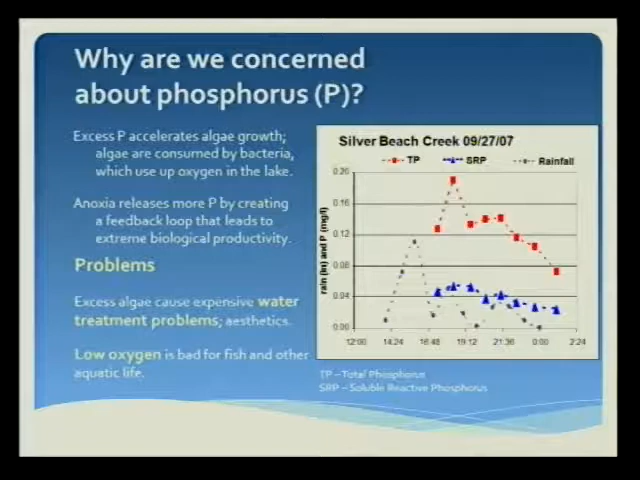 Why are we concerned
about phosphorus (P)?
Excess P accelerates algae growth;
algae are consumed by bacteria,
which use up oxygen in the lake.
Anoxia releases more P by creating
a feedback loop that leads to
extreme biological productivity.
Problems
Excess algae cause expensive water
treatment problems; aesthetics.
Low oxygen is bad for fish and other
aquatic life.
Silver Beach Creek 09/27/07
TP SRP Rainfall
rain (in) and P (mg/l)
0.20
0.16
0.12
0.08
0.04
0.00
12:00 14:24 16:48 19:12 21:36 0:00 2:24
TP – Total Phosphorus
SRP – Soluble Reactive Phosphorus